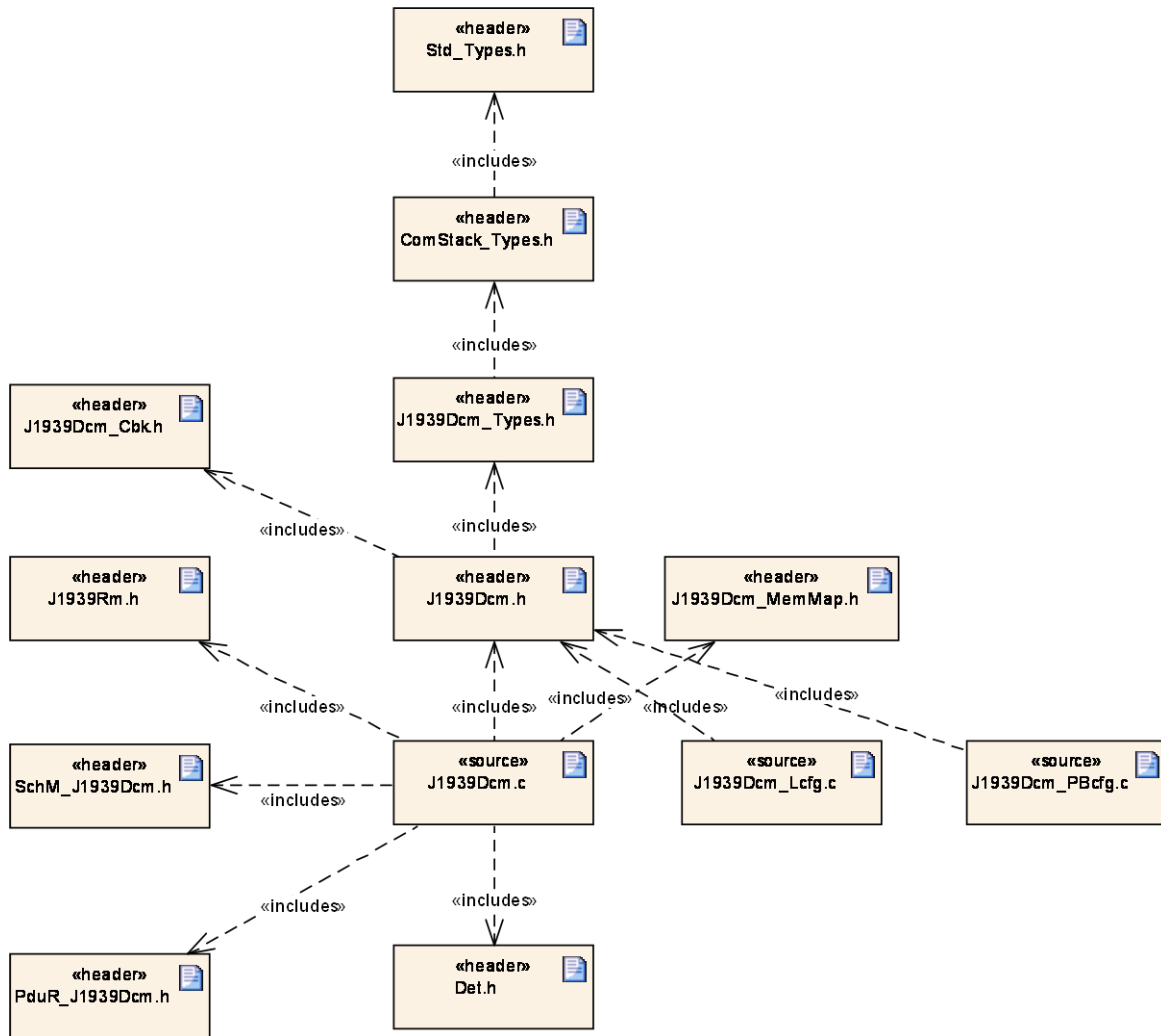 «header»
Std_Types.h
«includes»
«header»
ComStack_Types.h
«includes»
«header»
J1939Dcm_Types.h
«header»
J1939Dcm_Cbk.h
«includes»
«includes»
«header»
J1939Rm.h
«header»
J1939Dcm.h
«header»
J1939Dcm_MemMap.h
«includes»
«includes»
«includes»
«includes»
«includes»
«header»
SchM_J1939Dcm.h
«includes»
«source»
J1939Dcm.c
«source»
J1939Dcm_Lcfg.c
«source»
J1939Dcm_PBcfg.c
«includes»
«includes»
«header»
PduR_J1939Dcm.h
«header»
Det.h